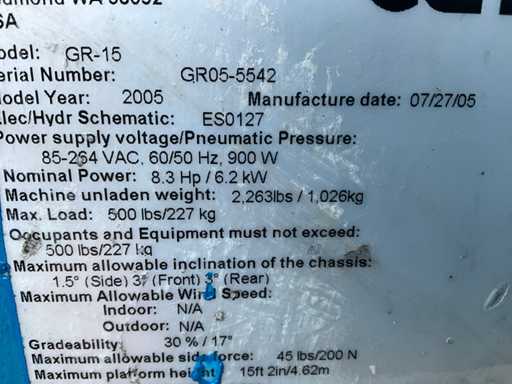 WA 98052
SA
odel: GR-15
erial Number: GR05-5542
odel Year: 2005 Manufacture date: 07/27/05
lec/Hydr Schematic: ES0127
Power supply voltage/Pneumatic Pressure:
85-264 VAC, 60/50 Hz, 900 W
Nominal Power: 8.3 Hp / 6.2 kW
Machine unladen weight: 2,263lbs / 1,026kg
Max. Load: 500 lbs/227 kg
Occupants and Equipment must not exceed:
500 lbs/227 kg
Maximum allowable inclination of the chassis:
1.5° (Side) 3° (Front) 3° (Rear)
Maximum Allowable Wind Speed:
Indoor: N/A
Outdoor: N/A
Gradeability: 30 % / 17°
Maximum allowable side force: 45 lbs/200 N
Maximum platform height: 15ft 2in/4.62m